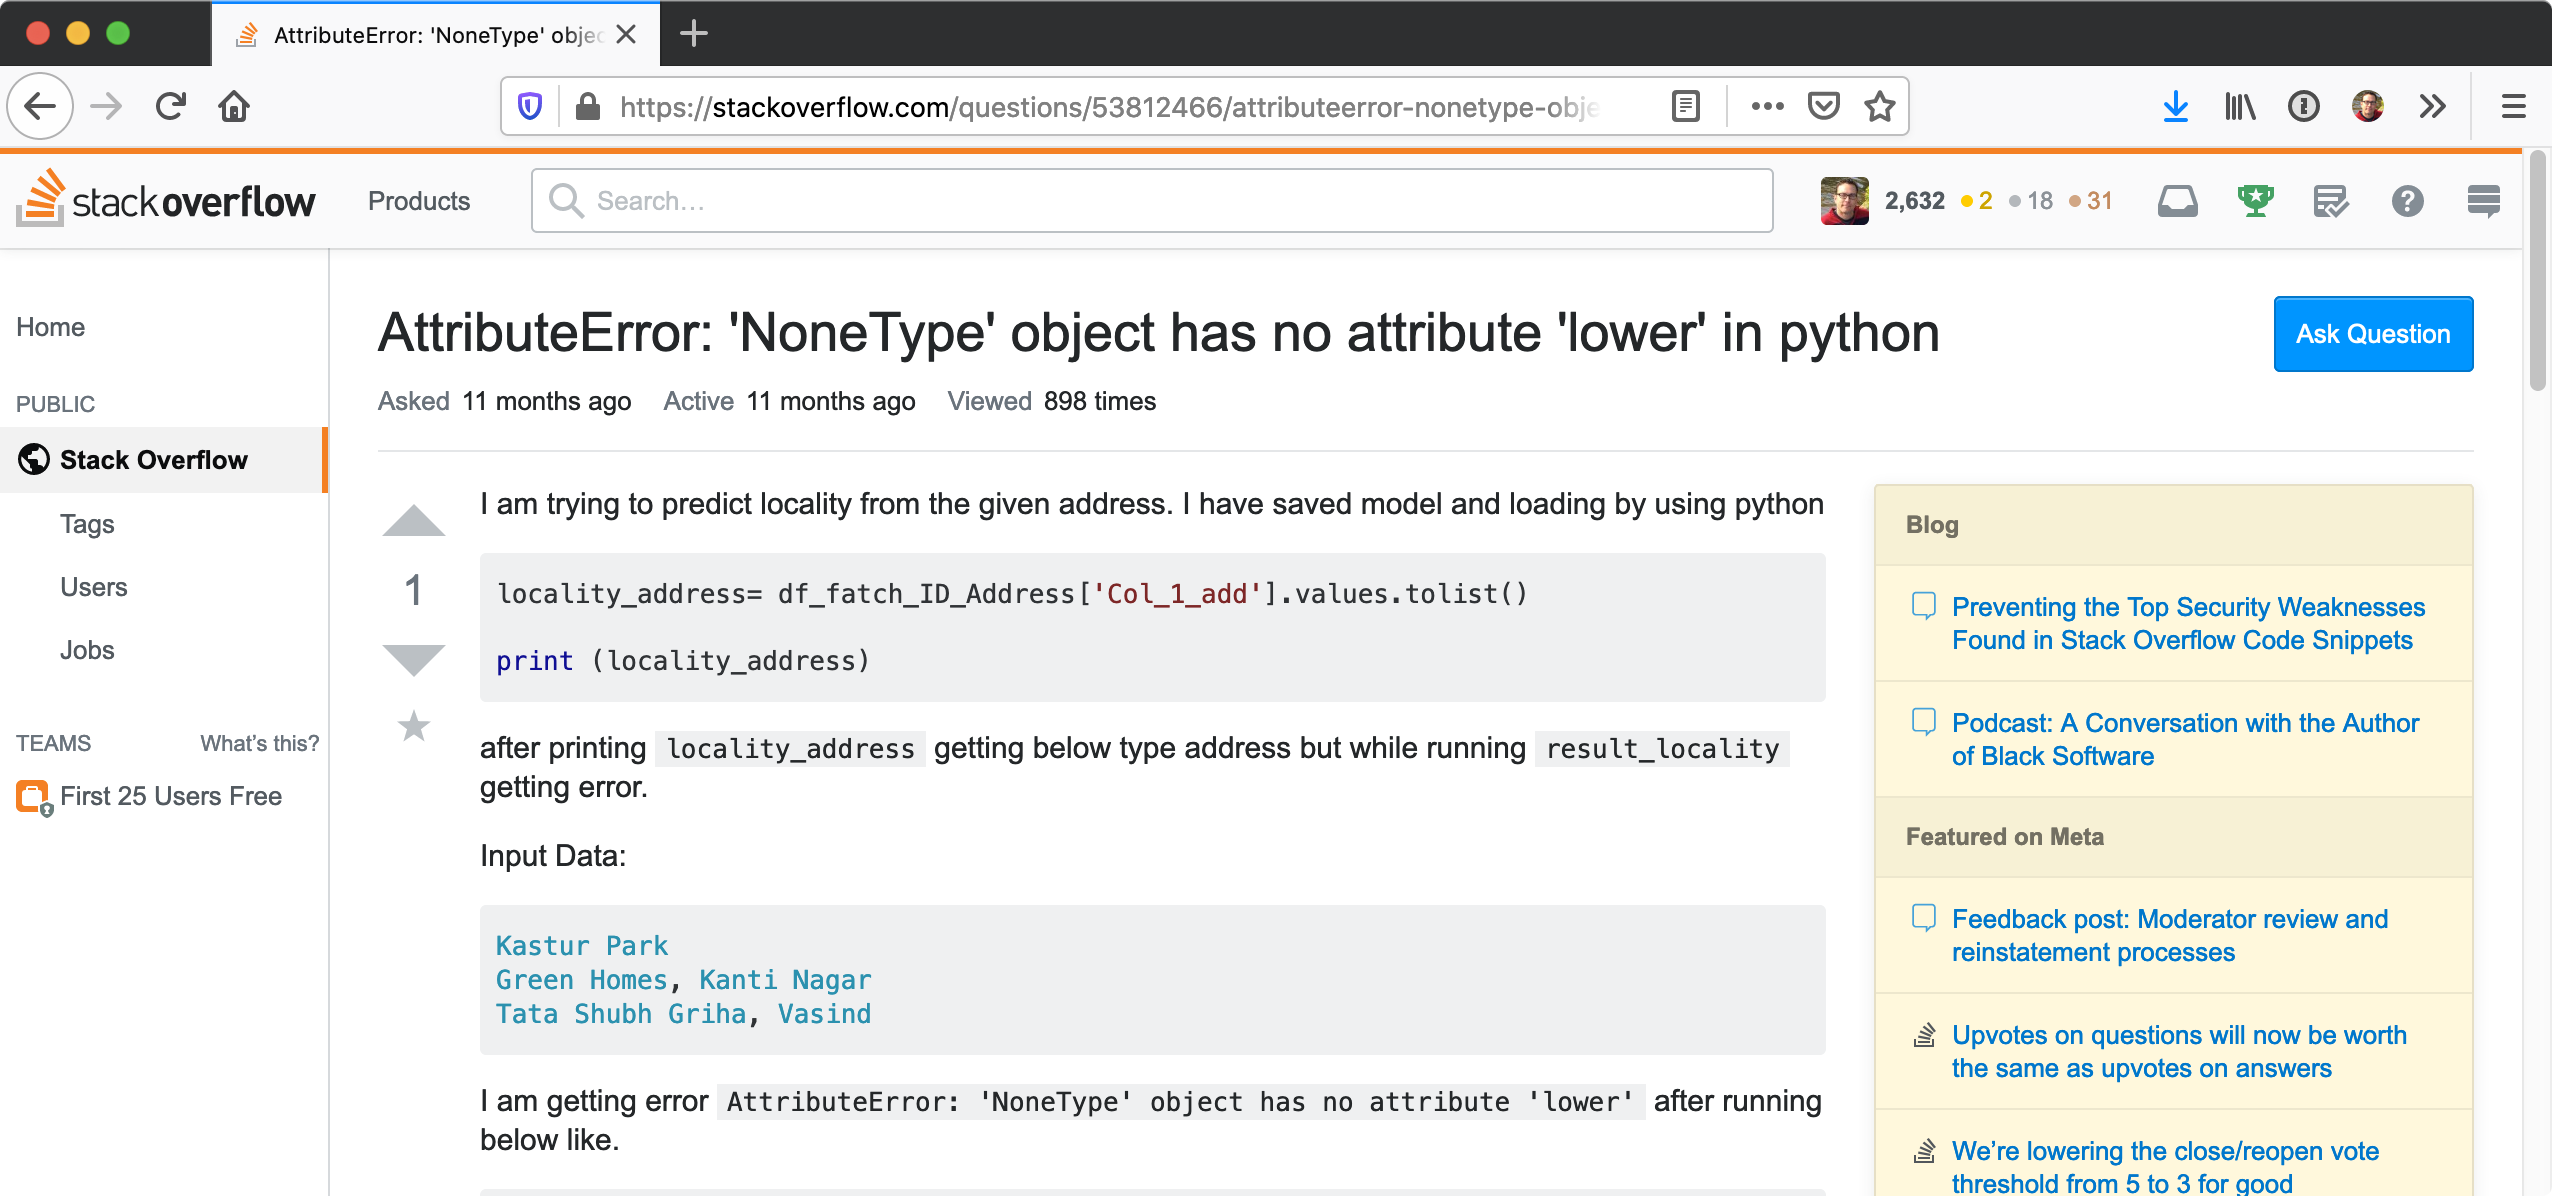 AttributeError: 'NoneType' objec
https://stackoverflow.com/questions/53812466/attributeerror-nonetype-obje
stackoverflow
Products
Search…
2,632 2 18 31
Home
PUBLIC
Stack Overflow
Tags
Users
Jobs
TEAMS What's this?
First 25 Users Free
AttributeError: 'NoneType' object has no attribute 'lower' in python
Ask Question
Asked 11 months ago Active 11 months ago Viewed 898 times
1
I am trying to predict locality from the given address. I have saved model and loading by using python
locality_address= df_fatch_ID_Address['Col_1_add'].values.tolist()
print (locality_address)
after printing locality_address getting below type address but while running result_locality
getting error.
Input Data:
Kastur Park
Green Homes, Kanti Nagar
Tata Shubh Griha, Vasind
I am getting error AttributeError: 'NoneType' object has no attribute 'lower' after running
below like.
Blog
Preventing the Top Security Weaknesses
Found in Stack Overflow Code Snippets
Podcast: A Conversation with the Author
of Black Software
Featured on Meta
Feedback post: Moderator review and
reinstatement processes
Upvotes on questions will now be worth
the same as upvotes on answers
We're lowering the close/reopen vote
threshold from 5 to 3 for good